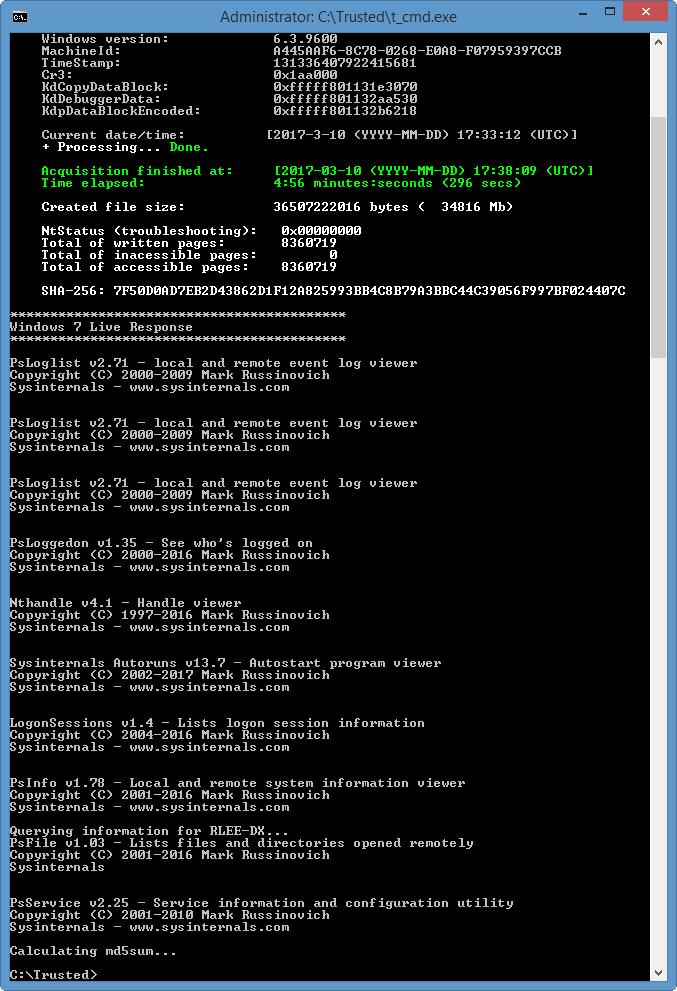 Administrator: C:\Trusted\t_cmd.exe
Windows version: 6.3.9600
MachineId: A445AAF6-8C78-0268-E0A8-F07959397CCB
TimeStamp: 131336407922415681
Cr3: 0x1aa000
KdCopyDataBlock: 0xfffff801131e3070
KdDebuggerData: 0xfffff801132aa530
KdpDataBlockEncoded: 0xfffff801132b6218
Current date/time: [2017-3-10 (YYYY-MM-DD) 17:33:12 (UTC)]
+ Processing... Done.
Acquisition finished at: [2017-03-10 (YYYY-MM-DD) 17:38:09 (UTC)]
Time elapsed: 4:56 minutes:seconds (296 secs)
Created file size: 36507222016 bytes ( 34816 Mb)
NtStatus (troubleshooting): 0x00000000
Total of written pages: 8360719
Total of inacessible pages: 0
Total of accessible pages: 8360719
SHA-256: 7F50D0AD7EB2D43862D1F12A825993BB4C8B79A3BBC44C39056F997BF024407C
******************************************
Windows 7 Live Response
******************************************
PsLoglist v2.71 - local and remote event log viewer
Copyright (C) 2000-2009 Mark Russinovich
Sysinternals - www.sysinternals.com
PsLoglist v2.71 - local and remote event log viewer
Copyright (C) 2000-2009 Mark Russinovich
Sysinternals - www.sysinternals.com
PsLoglist v2.71 - local and remote event log viewer
Copyright (C) 2000-2009 Mark Russinovich
Sysinternals - www.sysinternals.com
PsLoggedon v1.35 - See who's logged on
Copyright (C) 2000-2016 Mark Russinovich
Sysinternals - www.sysinternals.com
Nthandle v4.1 - Handle viewer
Copyright (C) 1997-2016 Mark Russinovich
Sysinternals - www.sysinternals.com
Sysinternals Autoruns v13.7 - Autostart program viewer
Copyright (C) 2002-2017 Mark Russinovich
Sysinternals - www.sysinternals.com
LogonSessions v1.4 - Lists logon session information
Copyright (C) 2004-2016 Mark Russinovich
Sysinternals - www.sysinternals.com
PsInfo v1.78 - Local and remote system information viewer
Copyright (C) 2001-2016 Mark Russinovich
Sysinternals - www.sysinternals.com
Querying information for RLEE-DX...
PsFile v1.03 - Lists files and directories opened remotely
Copyright (C) 2001-2016 Mark Russinovich
Sysinternals
PsService v2.25 - Service information and configuration utility
Copyright (C) 2001-2010 Mark Russinovich
Sysinternals - www.sysinternals.com
Calculating md5sum...
C:\Trusted>